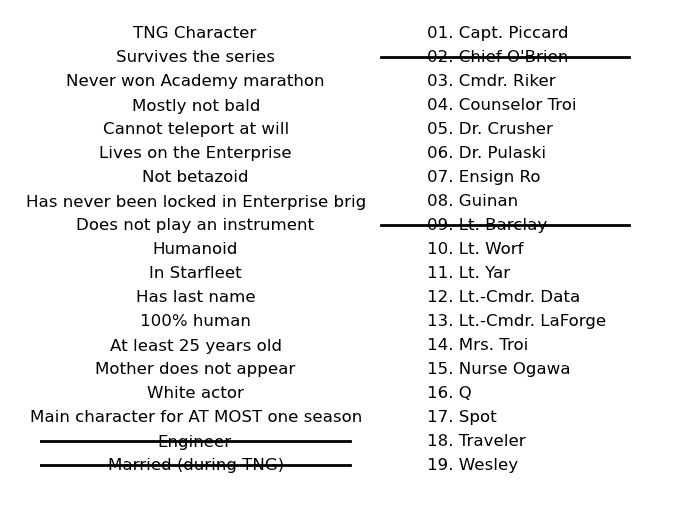 TNG Character
Survives the series
Never won Academy marathon
Mostly not bald
Cannot teleport at will
Lives on the Enterprise
Not betazoid
Has never been locked in Enterprise brig
Does not play an instrument
Humanoid
In Starfleet
Has last name
100% human
At least 25 years old
Mother does not appear
White actor
Main character for AT MOST one season
Engineer
Married (during TNG)
01. Capt. Piccard
02. Chief O'Brien
03. Cmdr. Riker
04. Counselor Troi
05. Dr. Crusher
06. Dr. Pulaski
07. Ensign Ro
08. Guinan
09. Lt. Barclay
10. Lt. Worf
11. Lt. Yar
12. Lt.-Cmdr. Data
13. Lt.-Cmdr. LaForge
14. Mrs. Troi
15. Nurse Ogawa
16. Q
17. Spot
18. Traveler
19. Wesley